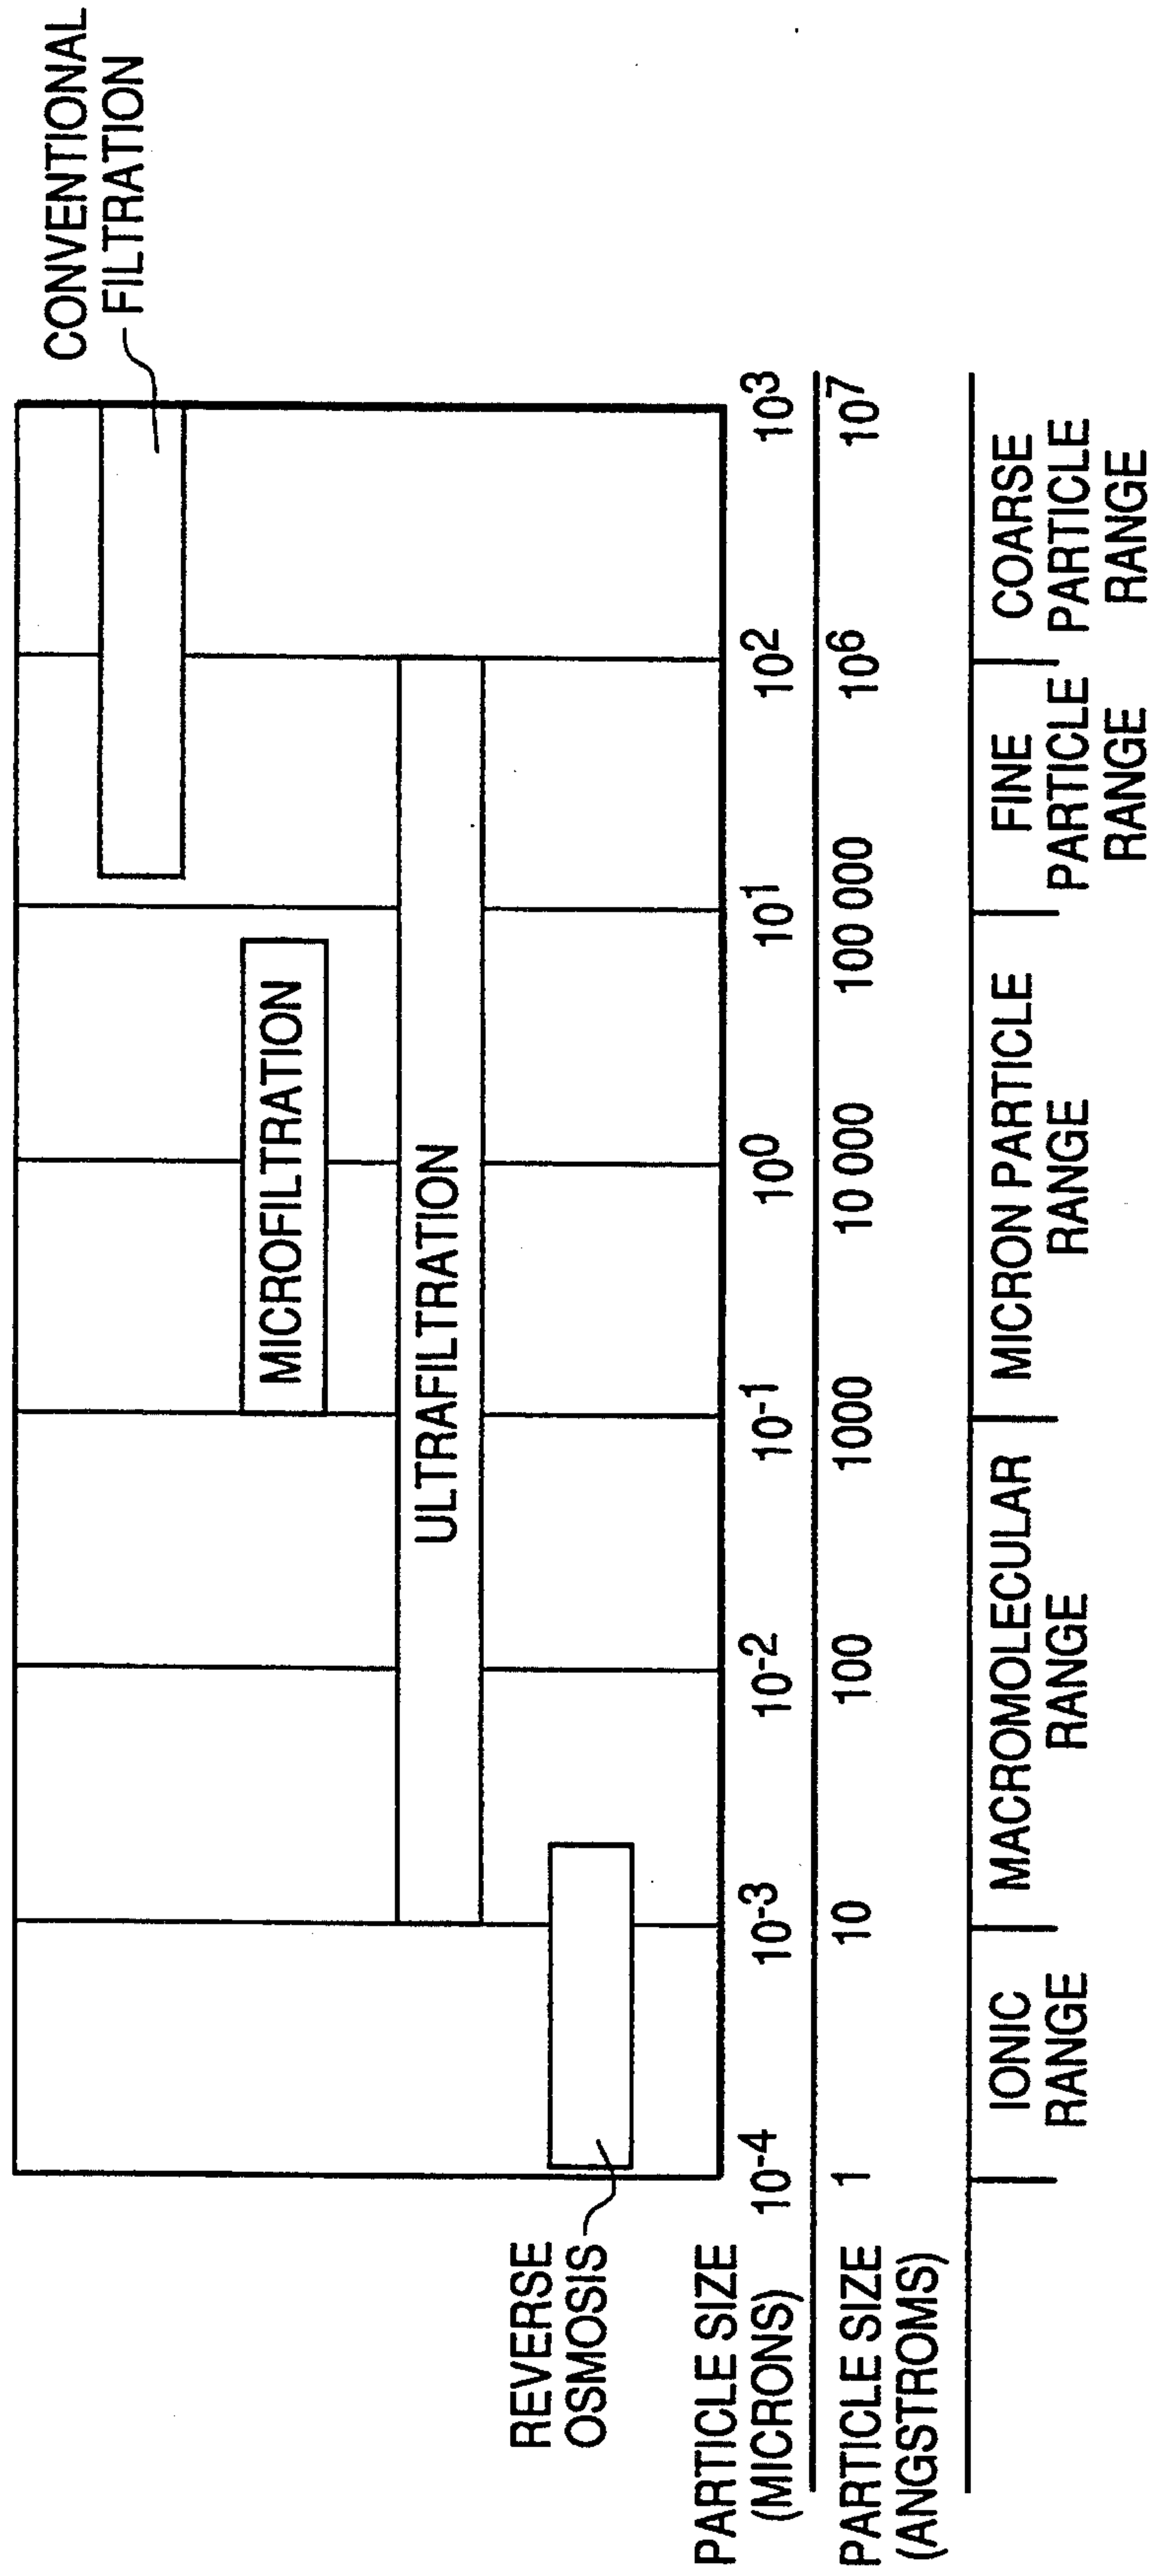 CONVENTIONAL
FILTRATION
MICROFILTRATION
ULTRAFILTRATION
REVERSE
OSMOSIS
PARTICLE SIZE
(MICRONS)
10-4 10-3 10-2 10-1 100 101 102 103
PARTICLE SIZE
(ANGSTROMS)
1 10 100 1000 10 000 100 000 106 107
IONIC
RANGE
MACROMOLECULAR
RANGE
MICRON PARTICLE
RANGE
FINE
PARTICLE
RANGE
COARSE
PARTICLE
RANGE